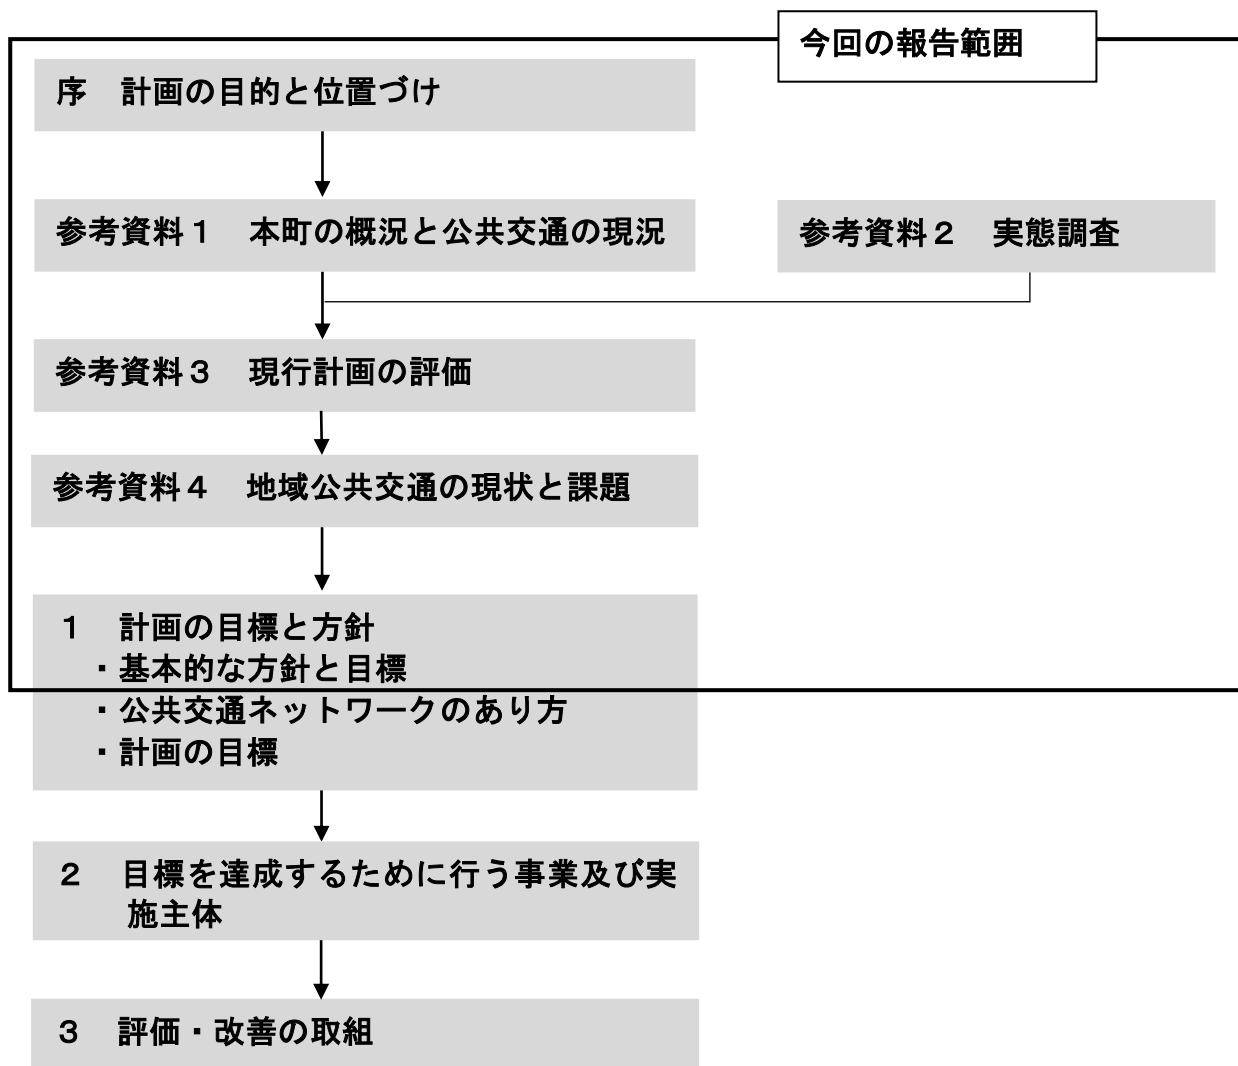 今回の報告範囲
序　計画の目的と位置づけ
参考資料１　本町の概況と公共交通の現況
参考資料２　実態調査
参考資料３　現行計画の評価
参考資料４　地域公共交通の現状と課題
１　計画の目標と方針
・基本的な方針と目標
・公共交通ネットワークのあり方
・計画の目標
２　目標を達成するために行う事業及び実
施主体
３　評価・改善の取組